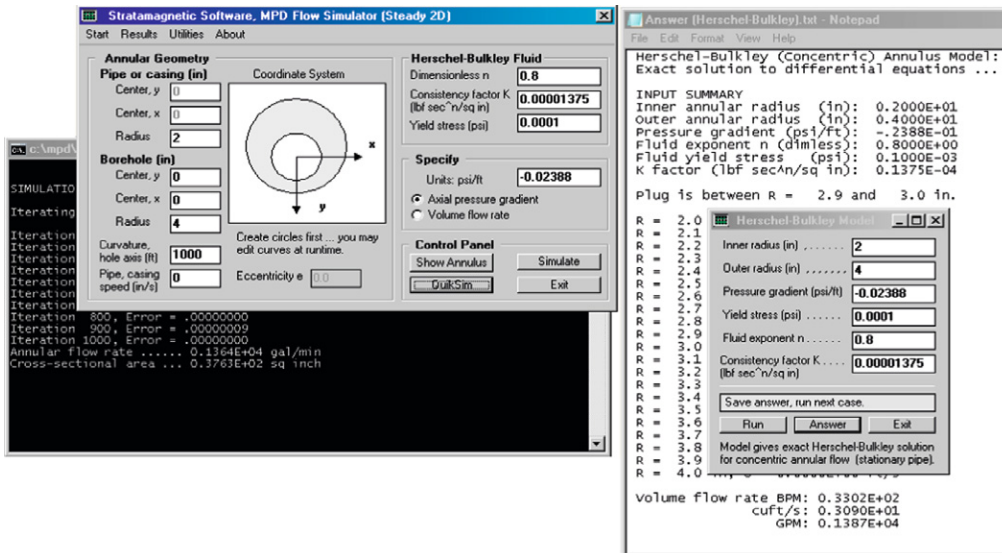 Stratamagnetic Software, MPD Flow Simulator (Steady 2D)
Start Results Utilities About
Annular Geometry
Pipe or casing (in)
Center, y 0
Center, x 0
Radius 2
Borehole (in)
Center, y 0
Center, x 0
Radius 4
Curvature, hole axis (ft) 1000
Pipe, casing speed (in/s) 0
Coordinate System
x
y
Create circles first ... you may
edit curves at runtime.
Eccentricity e 0.0
Herschel-Bulkley Fluid
Dimensionless n 0.8
Consistency factor K
(lbf sec^n/sq in) 0.00001375
Yield stress (psi) 0.0001
Specify
Units: psi/ft -0.02388
Axial pressure gradient
Volume flow rate
Control Panel
Show Annulus Simulate
QuikSim Exit
c:\mpd\
SIMULATIO
Iterating
Iteration
Iteration
Iteration
Iteration
Iteration
Iteration
Iteration
Iteration 800, Error = .00000000
Iteration 900, Error = .00000009
Iteration 1000, Error = .00000000
Annular flow rate ...... 0.1364E+04 gal/min
Cross-sectional area ... 0.3763E+02 sq inch
Answer (Herschel-Bulkley).txt - Notepad
File Edit Format View Help
Herschel-Bulkley (Concentric) Annulus Model:
Exact solution to differential equations ...
INPUT SUMMARY
Inner annular radius (in): 0.2000E+01
Outer annular radius (in): 0.4000E+01
Pressure gradient (psi/ft): -.2388E-01
Fluid exponent n (dimless): 0.8000E+00
Fluid yield stress (psi): 0.1000E-03
K factor (lbf sec^n/sq in): 0.1375E-04
Plug is between R = 2.9 and 3.0 in.
R = 2.0
R = 2.1
R = 2.2
R = 2.3
R = 2.4
R = 2.5
R = 2.6
R = 2.7
R = 2.8
R = 2.9
R = 3.0
R = 3.1
R = 3.2
R = 3.3
R = 3.4
R = 3.5
R = 3.6
R = 3.7
R = 3.8
R = 3.9
R = 4.0
Volume flow rate BPM: 0.3302E+02
cuft/s: 0.3090E+01
GPM: 0.1387E+04
Herschel-Bulkley Model
Inner radius (in) ....... 2
Outer radius (in) ....... 4
Pressure gradient (psi/ft) -0.02388
Yield stress (psi) ...... 0.0001
Fluid exponent n ...... 0.8
Consistency factor K .... 0.00001375
(lbf sec^n/sq in)
Save answer, run next case.
Run Answer Exit
Model gives exact Herschel-Bulkley solution
for concentric annular flow (stationary pipe).